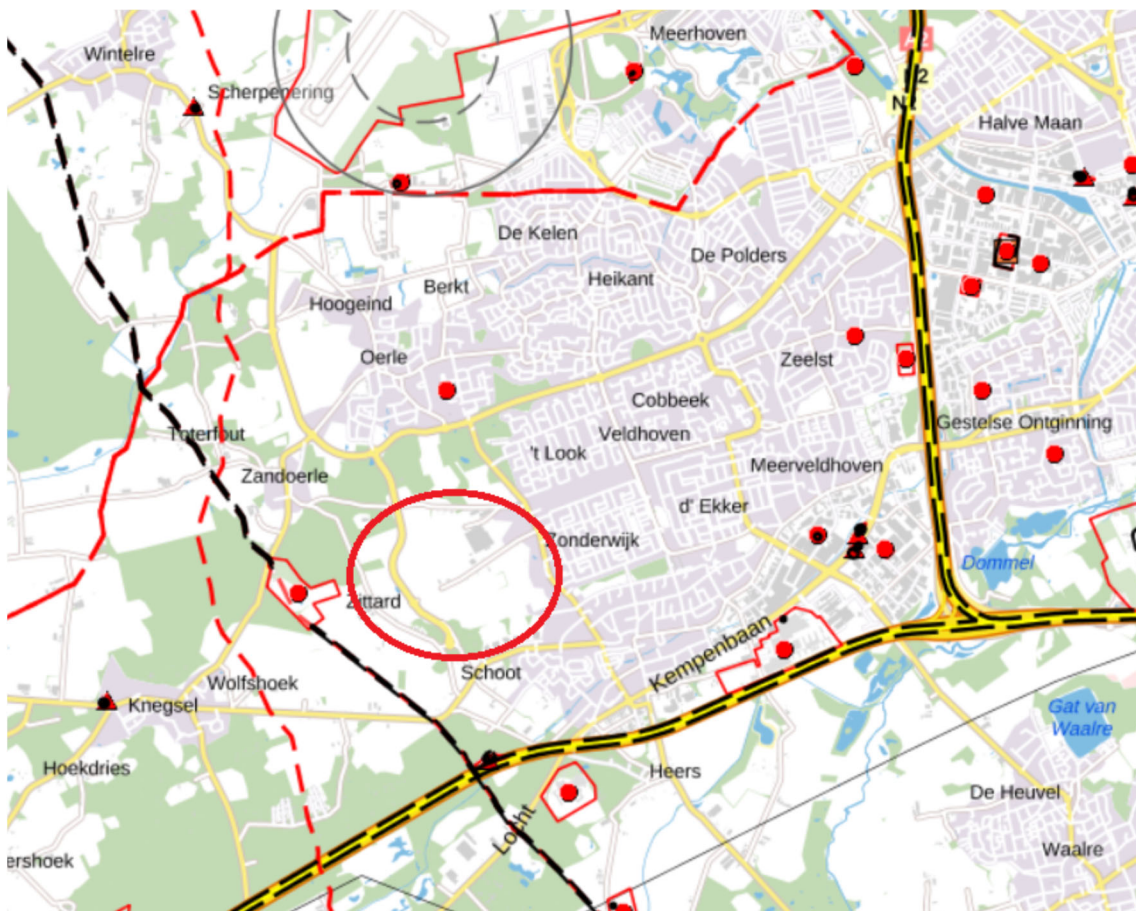 Meerhoven
Wintelre
A2
Scherpenering
Halve Maan
De Kelen
De Polders
Heikant
Berkt
Hoogeind
Oerle
Zeelst
Cobbeek
Gestelse Ontginning
Toterfout
Veldhoven
't Look
Meerveldhoven
Zandoerle
d' Ekker
Zonderwijk
Dommel
Zittard
Kempenbaan
Schoot
Wolfshoek
Knegsel
Gat van
Waalre
Hoekdries
Heers
De Heuvel
Locht
Waalre
ershoek